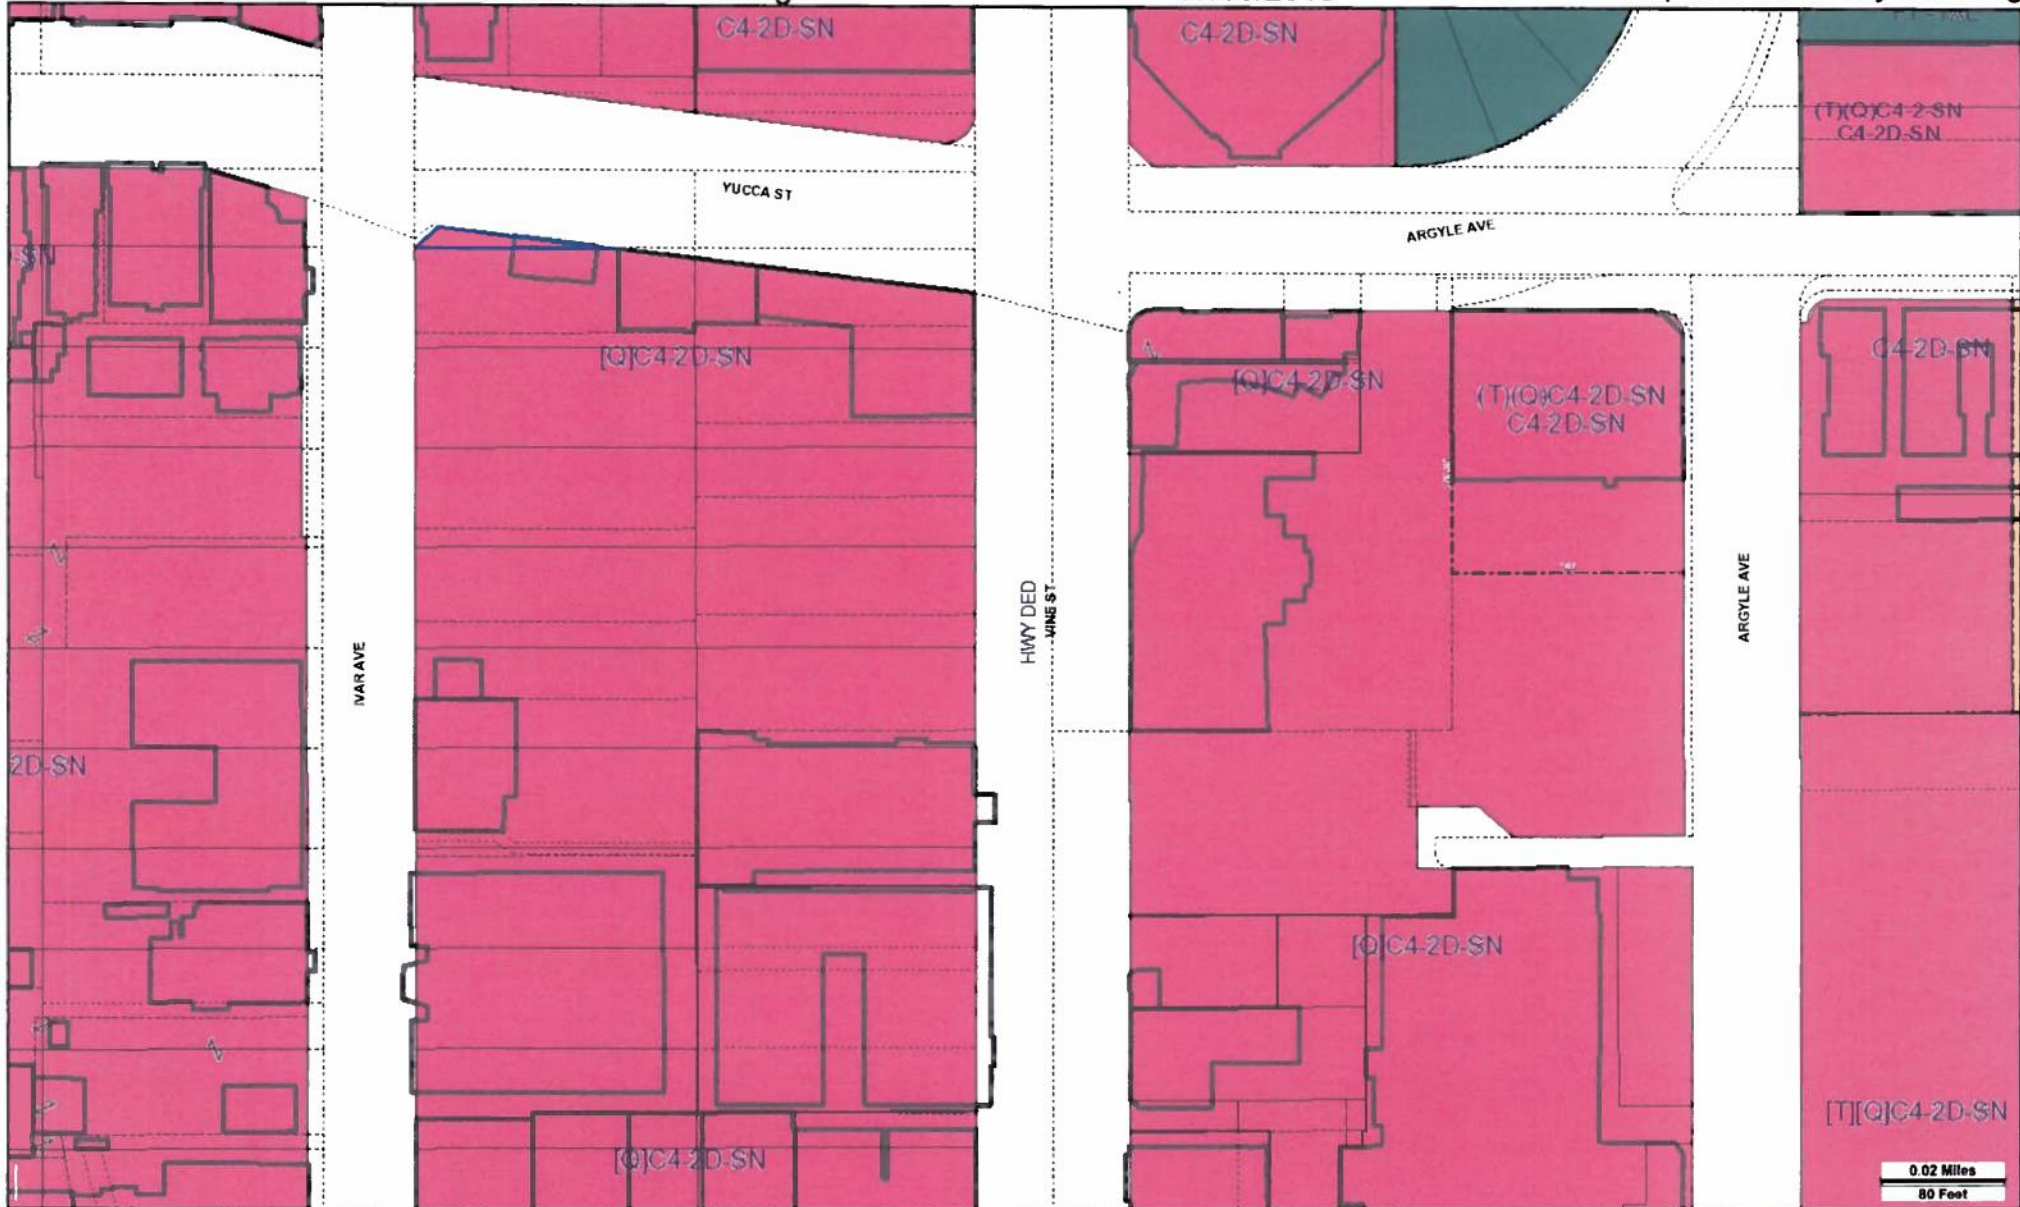 C4-2D-SN
C4-2D-SN
(T)(Q)C4-2-SN
C4-2D-SN
YUCCA ST
ARGYLE AVE
SN
[Q]C4-2D-SN
[Q]C4-2D-SN
(T)(Q)C4-2D-SN
C4-2D-SN
C4-2D-SN
IVAR AVE
HWY DED
VINE ST
ARGYLE AVE
2D-SN
[Q]C4-2D-SN
[T][Q]C4-2D-SN
[Q]C4-2D-SN
0.02 Miles
80 Feet